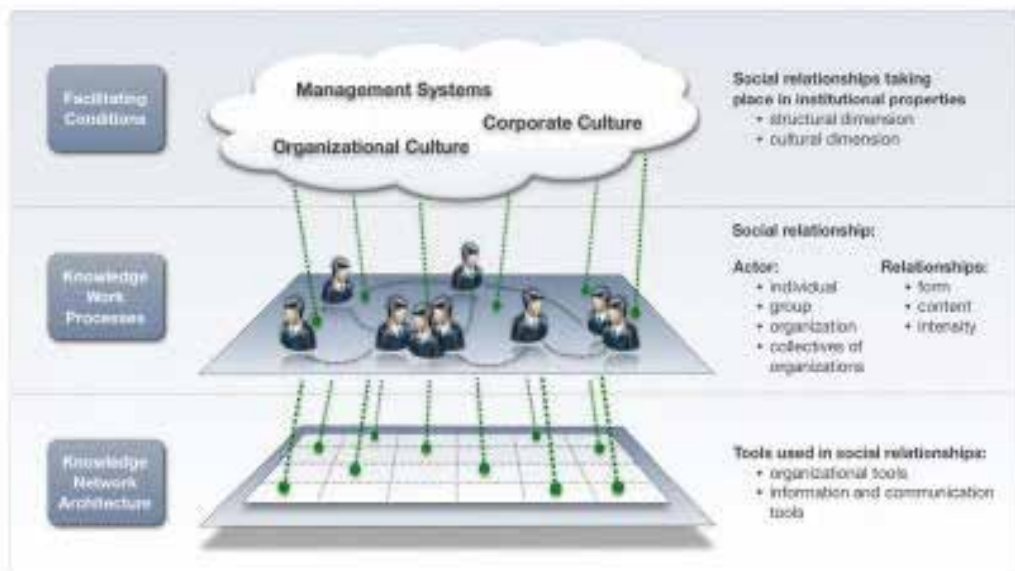 Facilitating
Conditions
Management Systems
Corporate Culture
Organizational Culture
Social relationships taking
place in institutional properties
• structural dimension
• cultural dimension
Knowledge
Work
Processes
Social relationship:
Actor:
• individual
• group
• organization
• collectives of
organizations
Relationships:
• form
• content
• intensity
Knowledge
Network
Architecture
Tools used in social relationships:
• organizational tools
• information and communication
tools